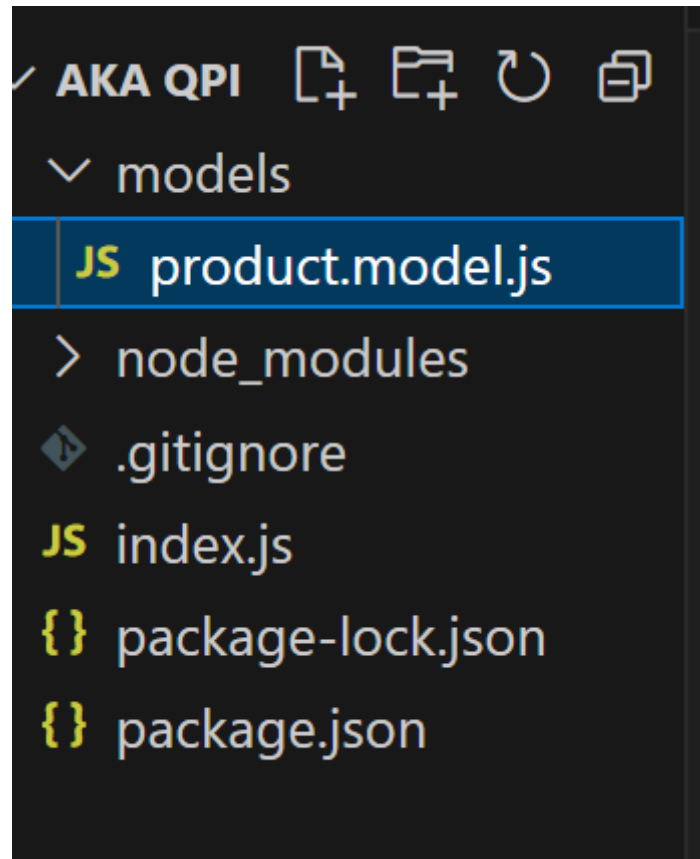 AKA QPI
models
JS product.model.js
node_modules
.gitignore
JS index.js
{} package-lock.json
{} package.json